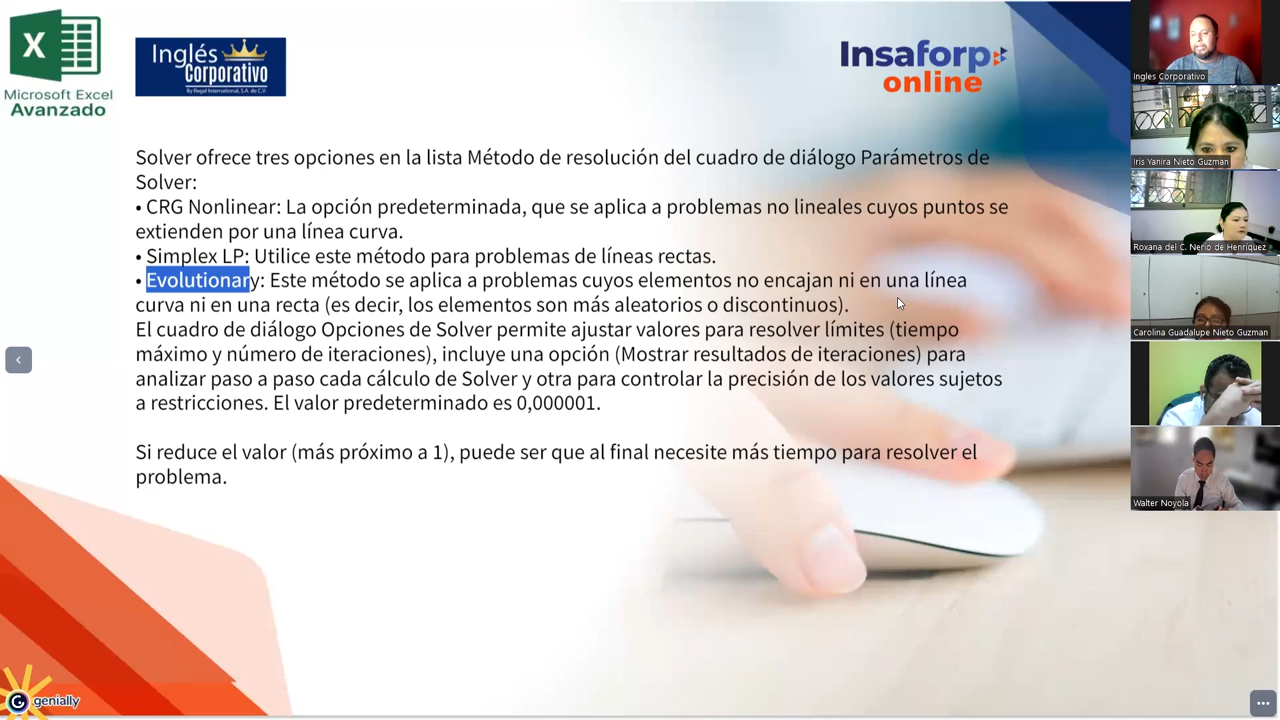 Microsoft Excel
Avanzado
Inglés
Corporativo
By Regal International, S.A. de C.V.
Insaforp
online
Solver ofrece tres opciones en la lista Método de resolución del cuadro de diálogo Parámetros de
Solver:
• CRG Nonlinear: La opción predeterminada, que se aplica a problemas no lineales cuyos puntos se
extienden por una línea curva.
• Simplex LP: Utilice este método para problemas de líneas rectas.
• Evolutionary: Este método se aplica a problemas cuyos elementos no encajan ni en una línea
curva ni en una recta (es decir, los elementos son más aleatorios o discontinuos).
El cuadro de diálogo Opciones de Solver permite ajustar valores para resolver límites (tiempo
máximo y número de iteraciones), incluye una opción (Mostrar resultados de iteraciones) para
analizar paso a paso cada cálculo de Solver y otra para controlar la precisión de los valores sujetos
a restricciones. El valor predeterminado es 0,000001.
Si reduce el valor (más próximo a 1), puede ser que al final necesite más tiempo para resolver el
problema.
genially
Ingles Corporativo
Iris Yanira Nieto Guzman
Roxana del C. Nerio de Henríquez
Carolina Guadalupe Nieto Guzman
Walter Noyola